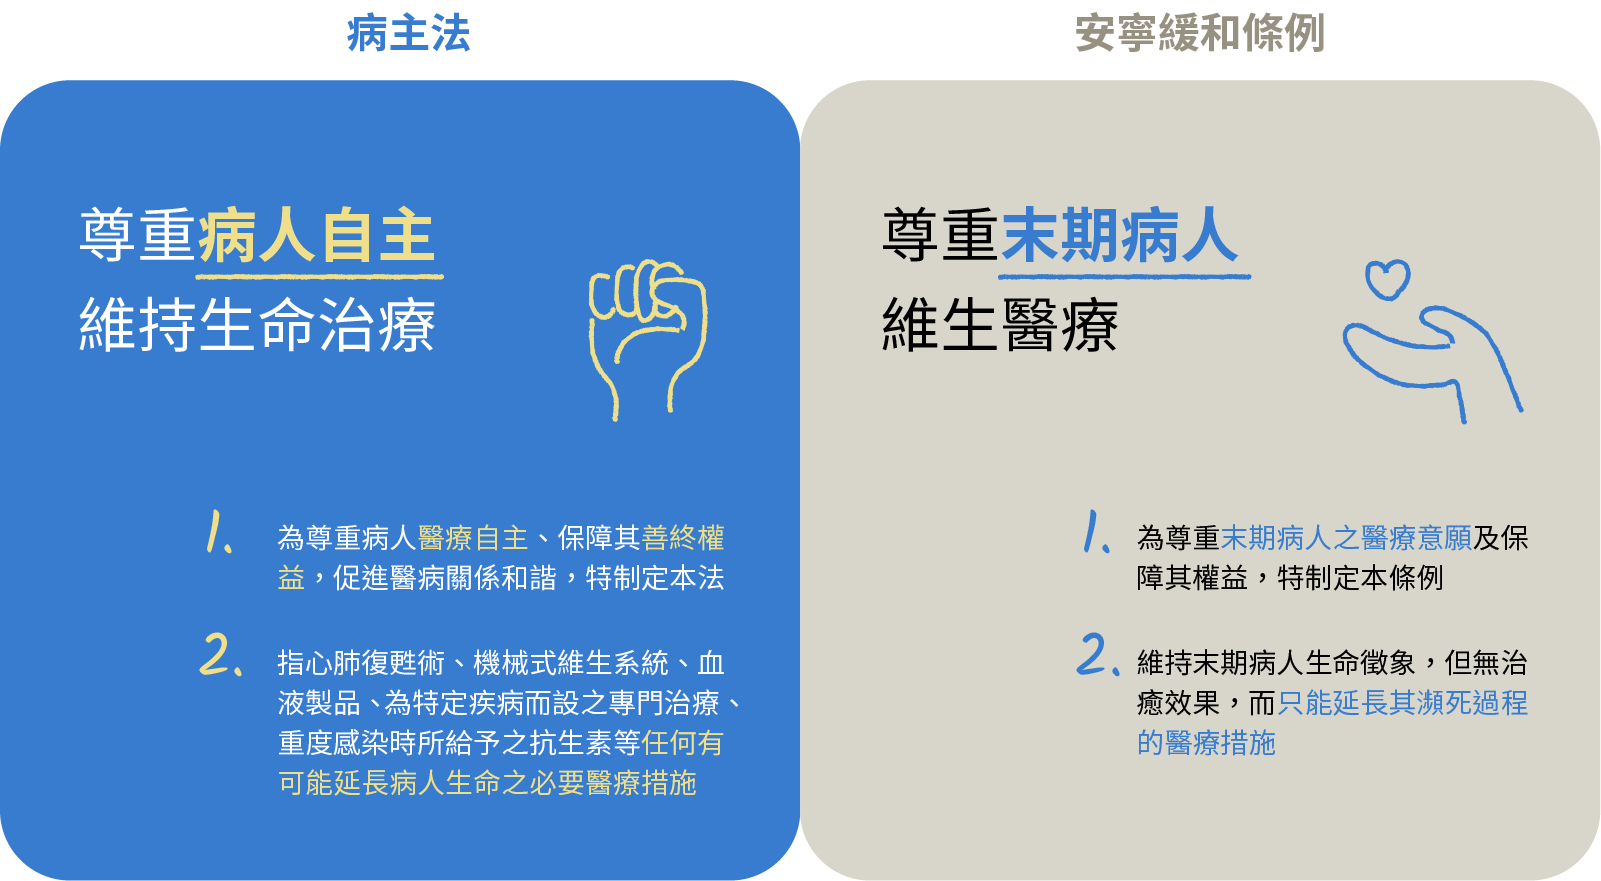 病主法
尊重病人自主
維持生命治療
1.
為尊重病人醫療自主、保障其善終權
益，促進醫病關係和諧，特制定本法
2.
指心肺復甦術、機械式維生系統、血
液製品、為特定疾病而設之專門治療、
重度感染時所給予之抗生素等任何有
可能延長病人生命之必要醫療措施
安寧緩和條例
尊重末期病人
維生醫療
1.
為尊重末期病人之醫療意願及保
障其權益，特制定本條例
2.
維持末期病人生命徵象，但無治
癒效果，而只能延長其瀕死過程
的醫療措施